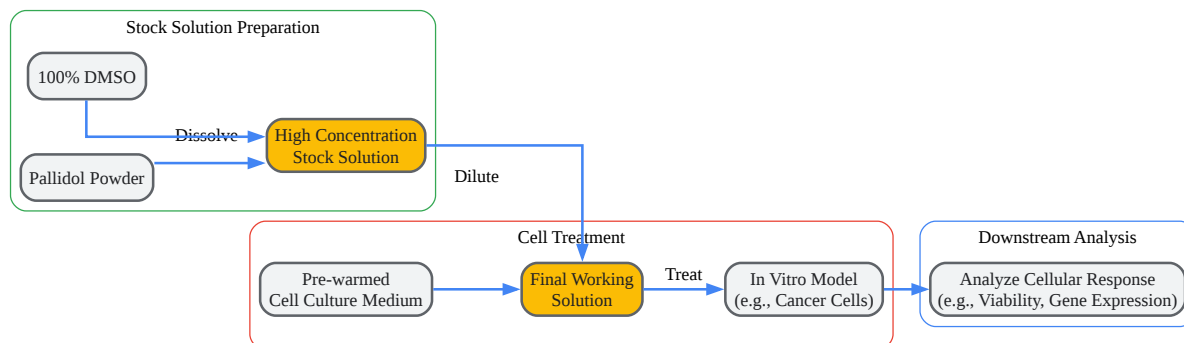 Stock Solution Preparation
100% DMSO
Dissolve
High Concentration
Stock Solution
Pallidol Powder
Dilute
Cell Treatment
Pre-warmed
Cell Culture Medium
Final Working
Solution
Treat
In Vitro Model
(e.g., Cancer Cells)
Downstream Analysis
Analyze Cellular Response
(e.g., Viability, Gene Expression)